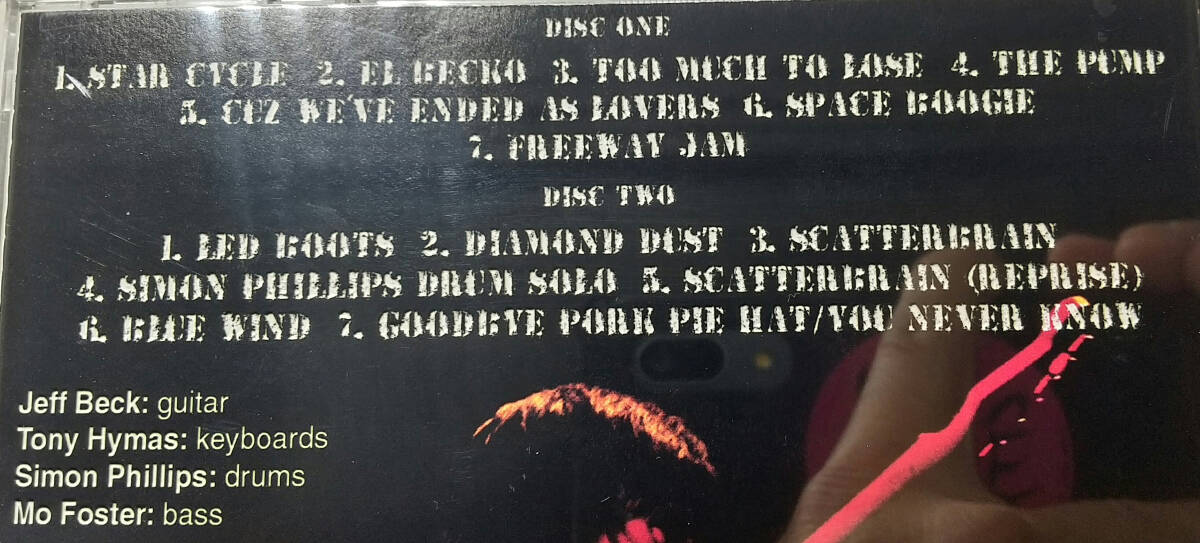 DISC ONE
1. STAR CYCLE 2. EL BECKO 3. TOO MUCH TO LOSE 4. THE PUMP
5. CUZ WE'VE ENDED AS LOVERS 6. SPACE BOOGIE
7. FREEWAY JAM
DISC TWO
1. LED BOOTS 2. DIAMOND DUST 3. SCATTERBRAIN
4. SIMON PHILLIPS DRUM SOLO 5. SCATTERBRAIN (REPRISE)
6. BLUE WIND 7. GOODBYE PORK PIE HAT/YOU NEVER KNOW
Jeff Beck: guitar
Tony Hymas: keyboards
Simon Phillips: drums
Mo Foster: bass